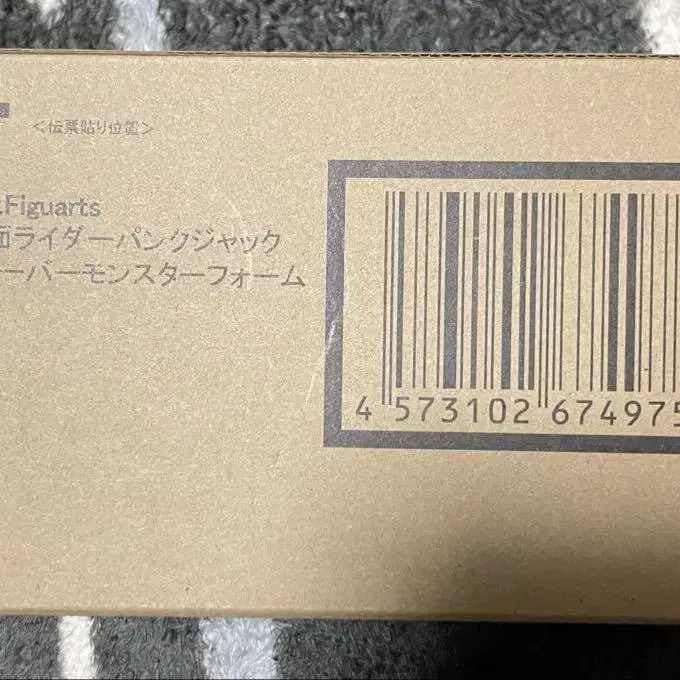 <伝票貼り位置>
.Figuarts
面ライダーパンクジャック
ーバーモンスターフォーム
4 573102 674975